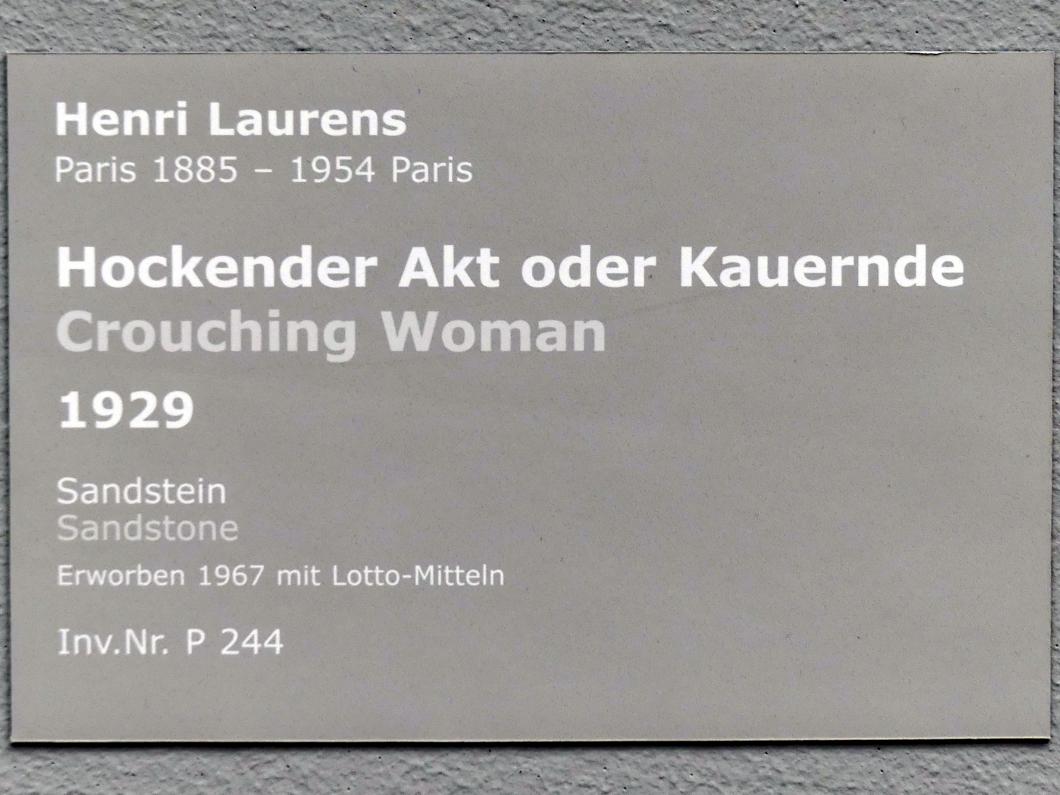 Henri Laurens
Paris 1885 – 1954 Paris
Hockender Akt oder Kauernde
Crouching Woman
1929
Sandstein
Sandstone
Erworben 1967 mit Lotto-Mitteln
Inv.Nr. P 244